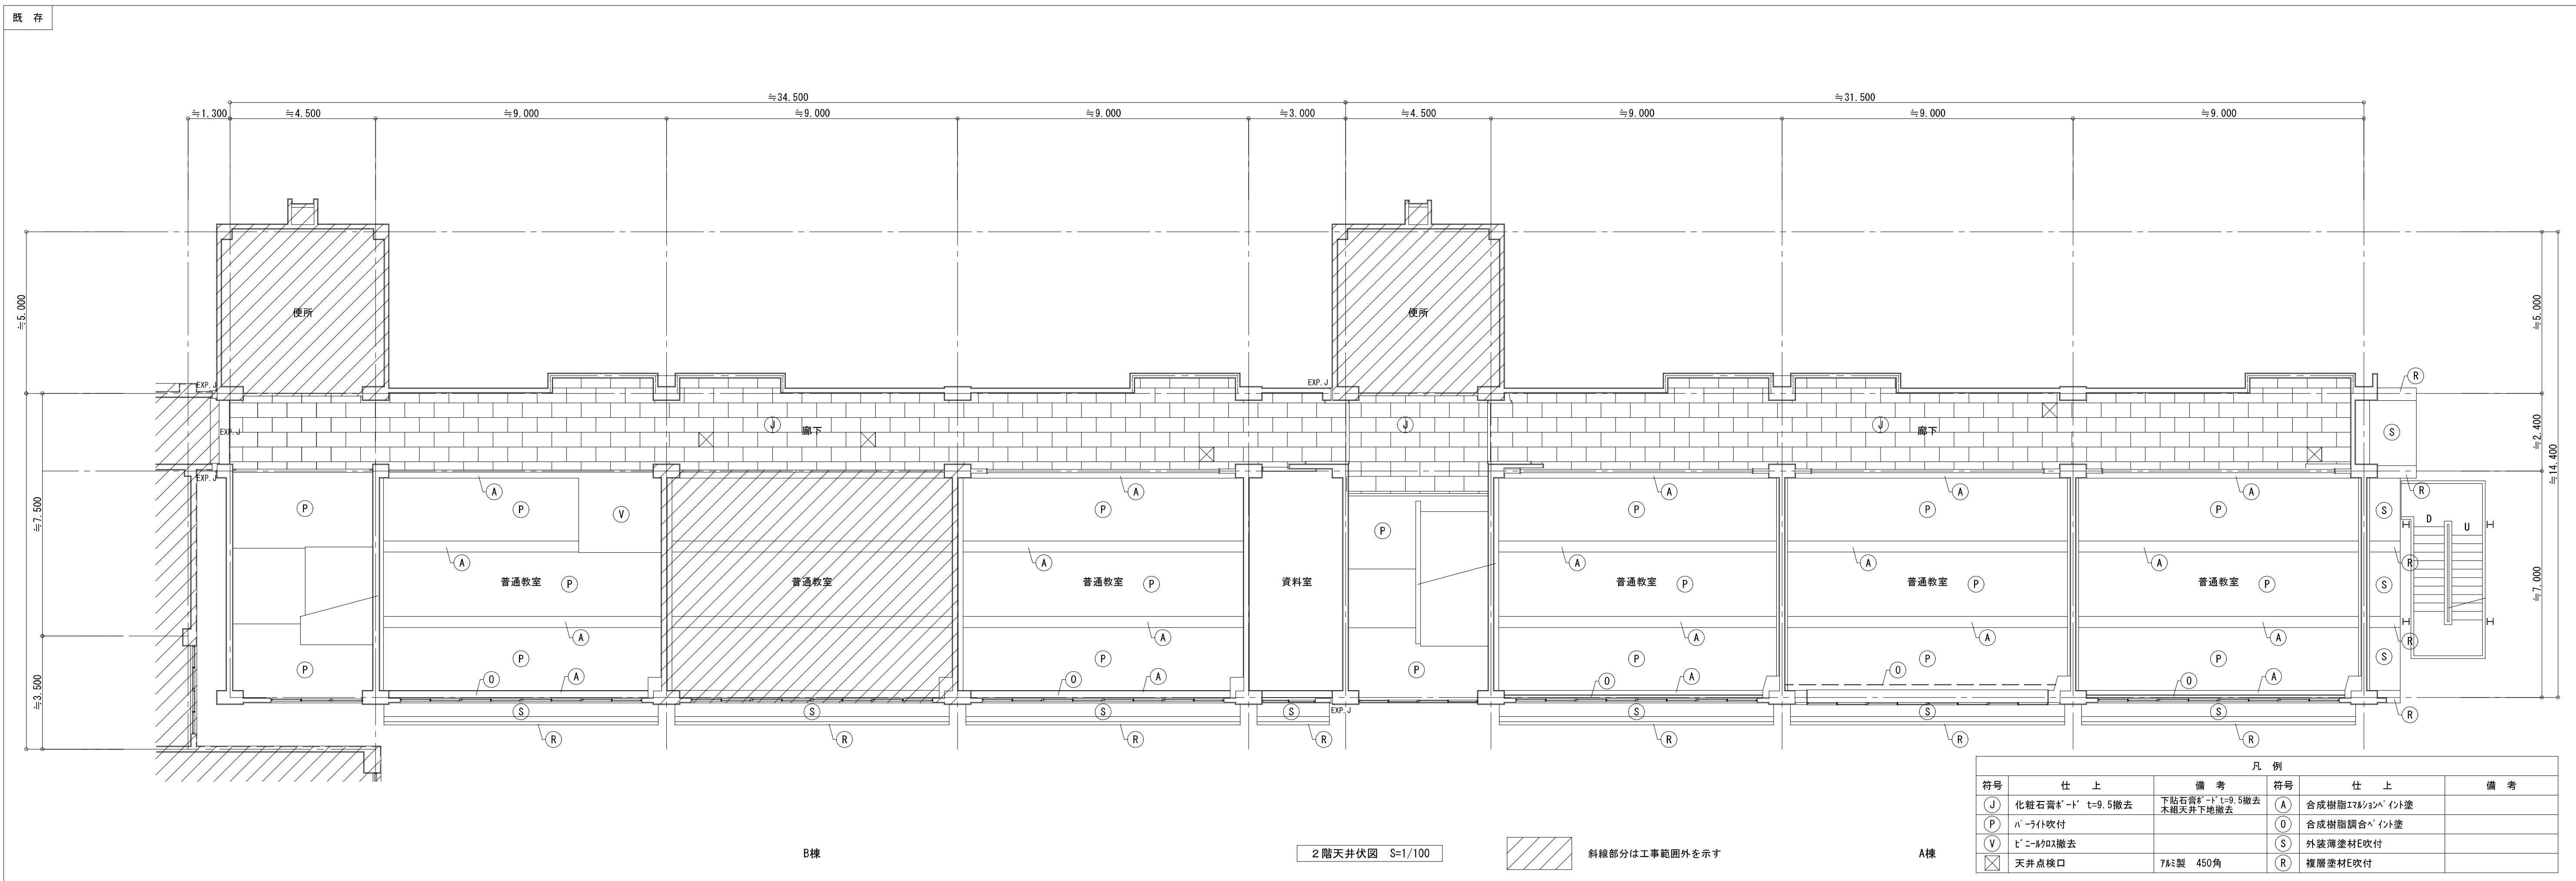 既 存
≒34.500
≒31.500
≒1.300
≒4.500
≒9.000
≒9.000
≒9.000
≒3.000
≒4.500
≒9.000
≒9.000
≒9.000
≒5.000
≒7.500
≒3.500
≒5.000
≒2.400
≒14.400
≒7.000
便所
便所
EXP.J
EXP.J
R
EXP.J
J
廊下
J
J
廊下
S
EXP.J
A
A
A
A
A
R
P
P
V
P
P
P
P
P
S
D
U
A
A
A
A
A
R
普通教室
P
普通教室
普通教室
P
資料室
普通教室
P
普通教室
P
普通教室
P
S
A
A
A
A
A
R
P
P
P
P
P
P
P
S
O
A
O
A
O
A
O
O
A
S
S
S
S
EXP.J
S
S
S
R
R
R
R
R
R
R
R
B棟
2階天井伏図 S=1/100
斜線部分は工事範囲外を示す
A棟
凡 例
符号 仕 上 備 考 符号 仕 上 備 考
J 化粧石膏ﾎﾞｰﾄﾞ t=9.5撤去 下貼石膏ﾎﾞｰﾄﾞt=9.5撤去 A 合成樹脂ｴﾏﾙｼｮﾝﾍﾟｲﾝﾄ塗
木組天井下地撤去
P ﾊﾟｰﾗｲﾄ吹付 O 合成樹脂調合ﾍﾟｲﾝﾄ塗
V ﾋﾞﾆｰﾙｸﾛｽ撤去 S 外装薄塗材E吹付
天井点検口 ｱﾙﾐ製 450角 R 複層塗材E吹付